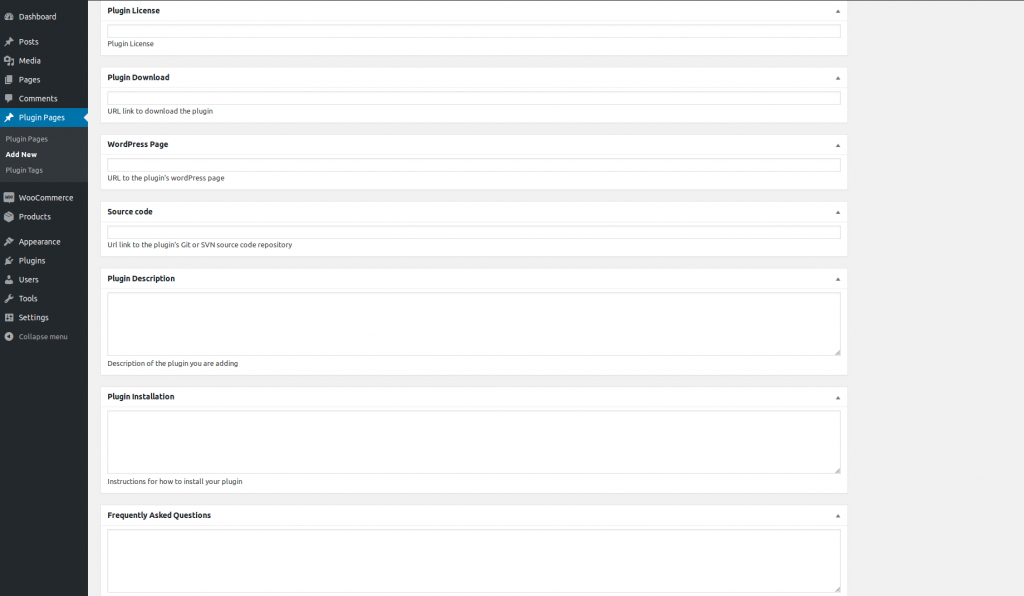 Dashboard
Posts
Media
Pages
Comments
Plugin Pages
Plugin Pages
Add New
Plugin Tags
WooCommerce
Products
Appearance
Plugins
Users
Tools
Settings
Collapse menu
Plugin License
Plugin License
Plugin Download
URL link to download the plugin
WordPress Page
URL to the plugin's wordPress page
Source code
Url link to the plugin's Git or SVN source code repository
Plugin Description
Description of the plugin you are adding
Plugin Installation
Instructions for how to install your plugin
Frequently Asked Questions